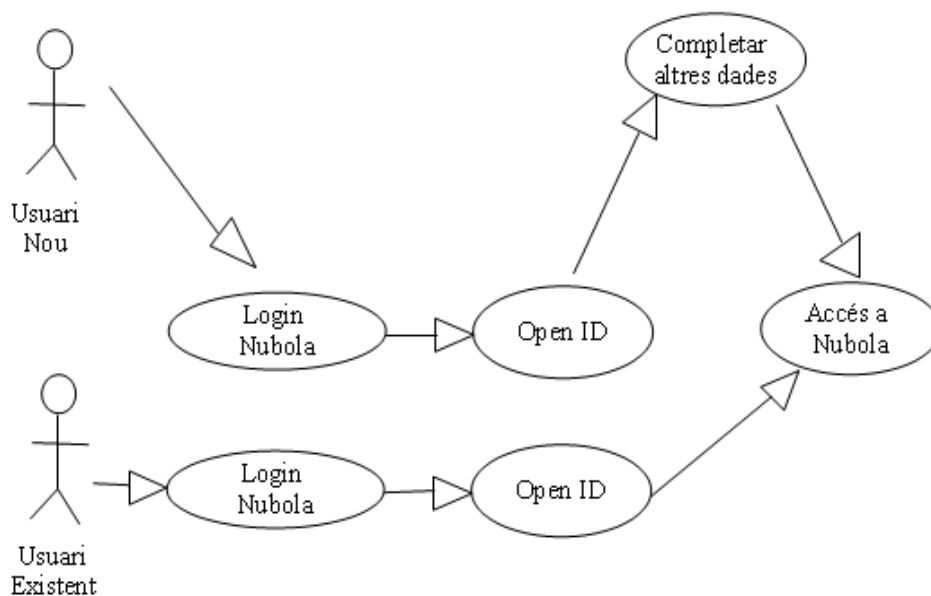 Completar
altres dades
Usuari
Nou
Login
Nubola
Open ID
Accés a
Nubola
Login
Nubola
Open ID
Usuari
Existent